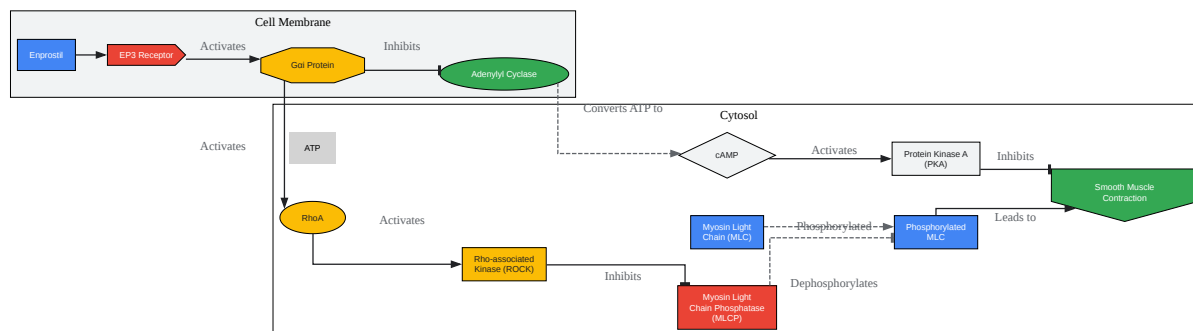 Cell Membrane
Enprostil
EP3 Receptor
Activates
Gαi Protein
Inhibits
Adenylyl Cyclase
Converts ATP to
Cytosol
Activates
ATP
cAMP
Activates
Protein Kinase A
(PKA)
Inhibits
Smooth Muscle
Contraction
RhoA
Activates
Myosin Light
Chain (MLC)
Phosphorylated
Phosphorylated
MLC
Leads to
Rho-associated
Kinase (ROCK)
Inhibits
Myosin Light
Chain Phosphatase
(MLCP)
Dephosphorylates